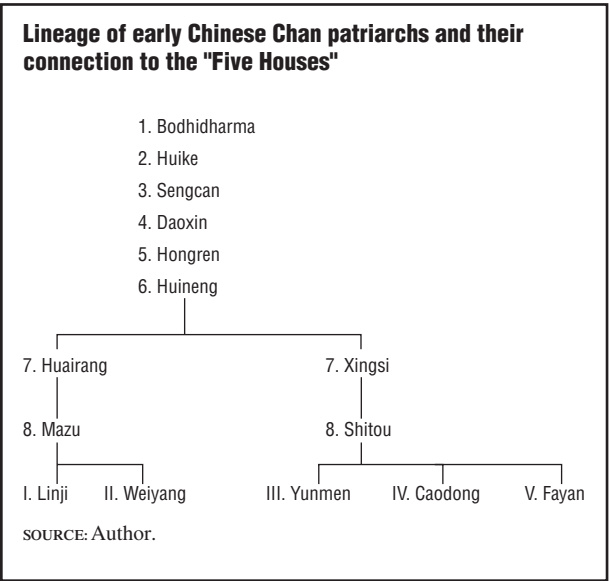 Lineage of early Chinese Chan patriarchs and their
connection to the "Five Houses"
1. Bodhidharma
2. Huike
3. Sengcan
4. Daoxin
5. Hongren
6. Huineng
7. Huairang 7. Xingsi
8. Mazu 8. Shitou
I. Linji II. Weiyang III. Yunmen IV. Caodong V. Fayan
SOURCE: Author.